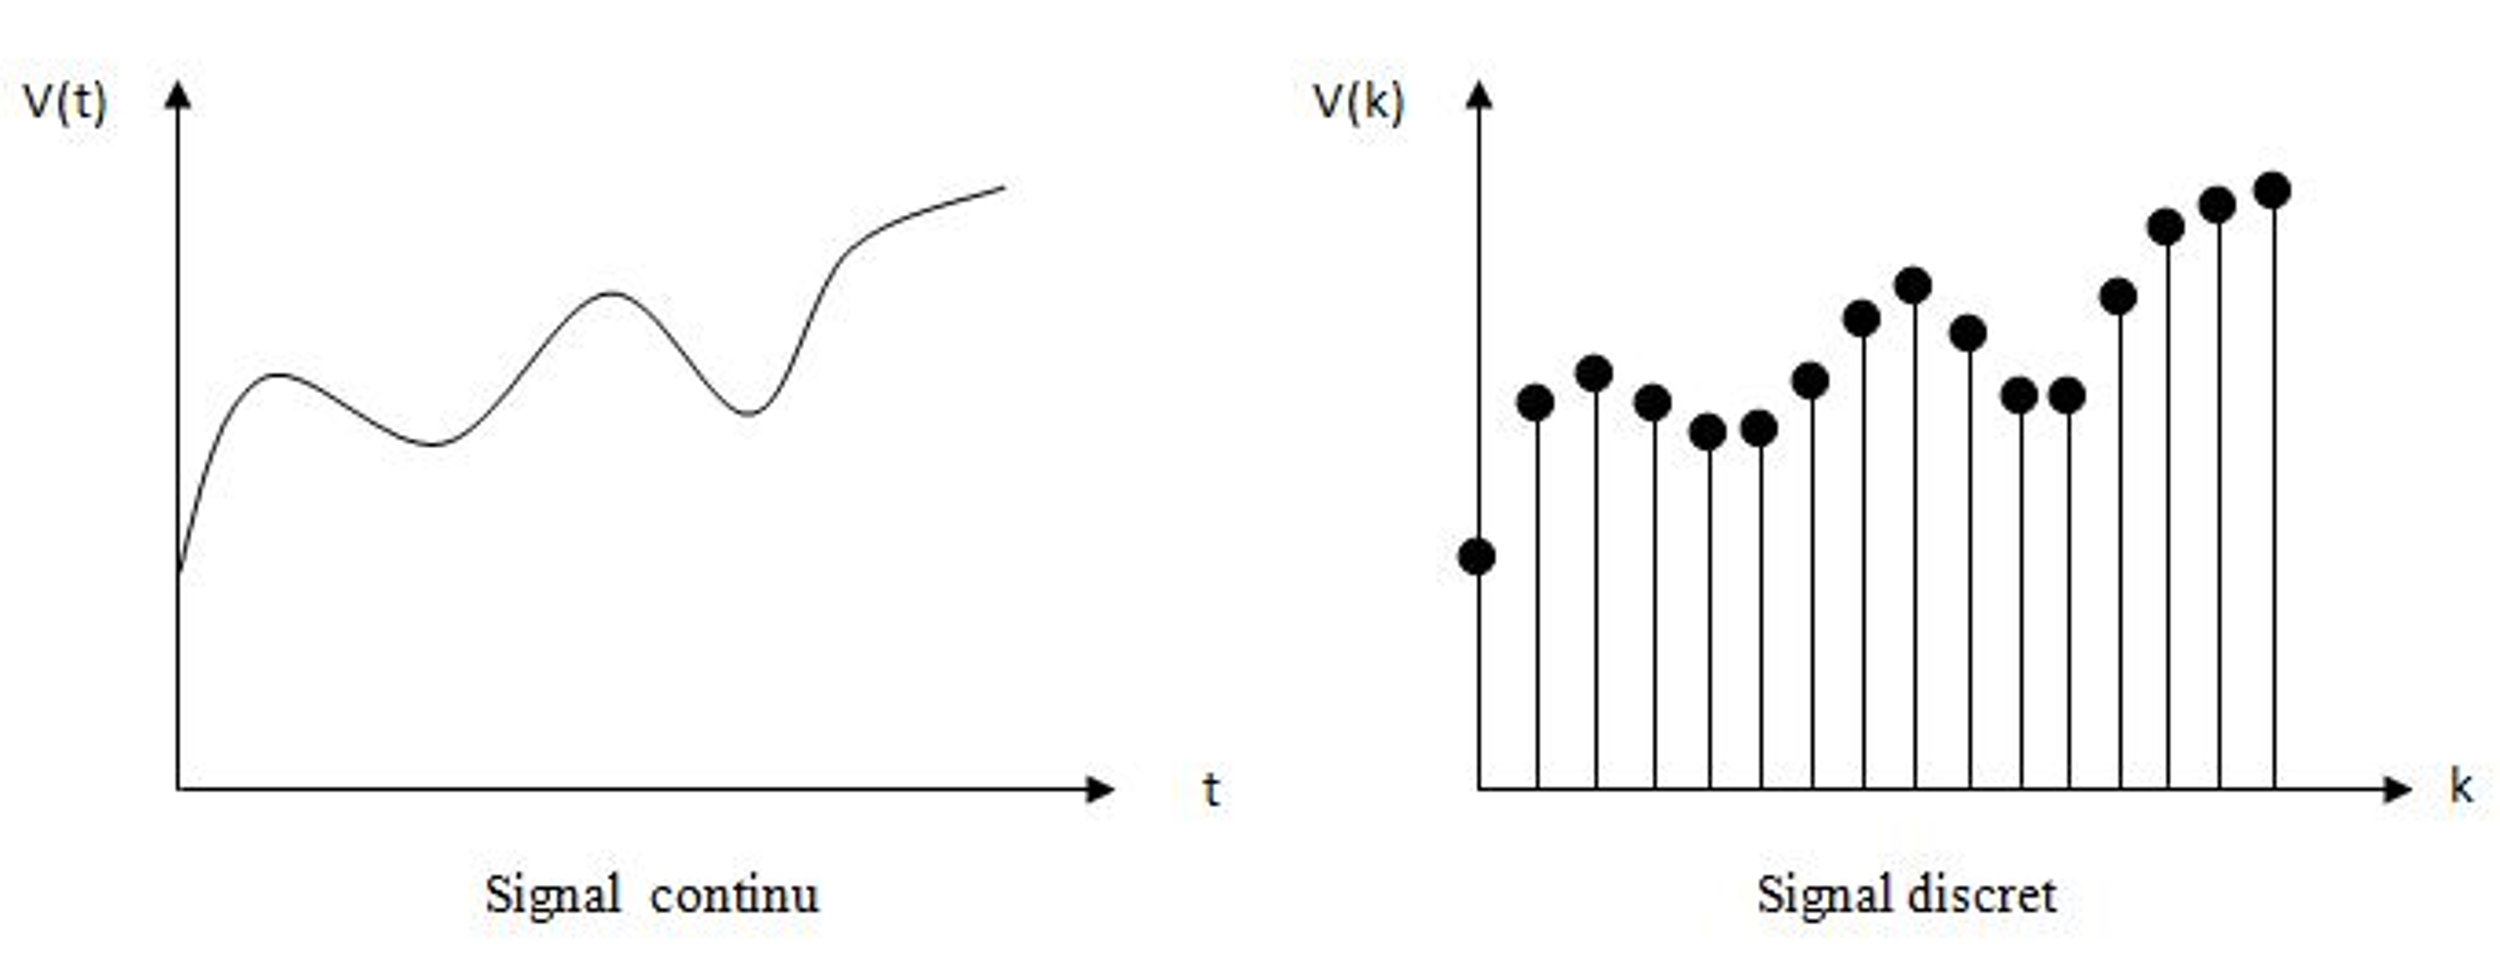 V(t)
t
Signal continu
V(k)
k
Signal discret